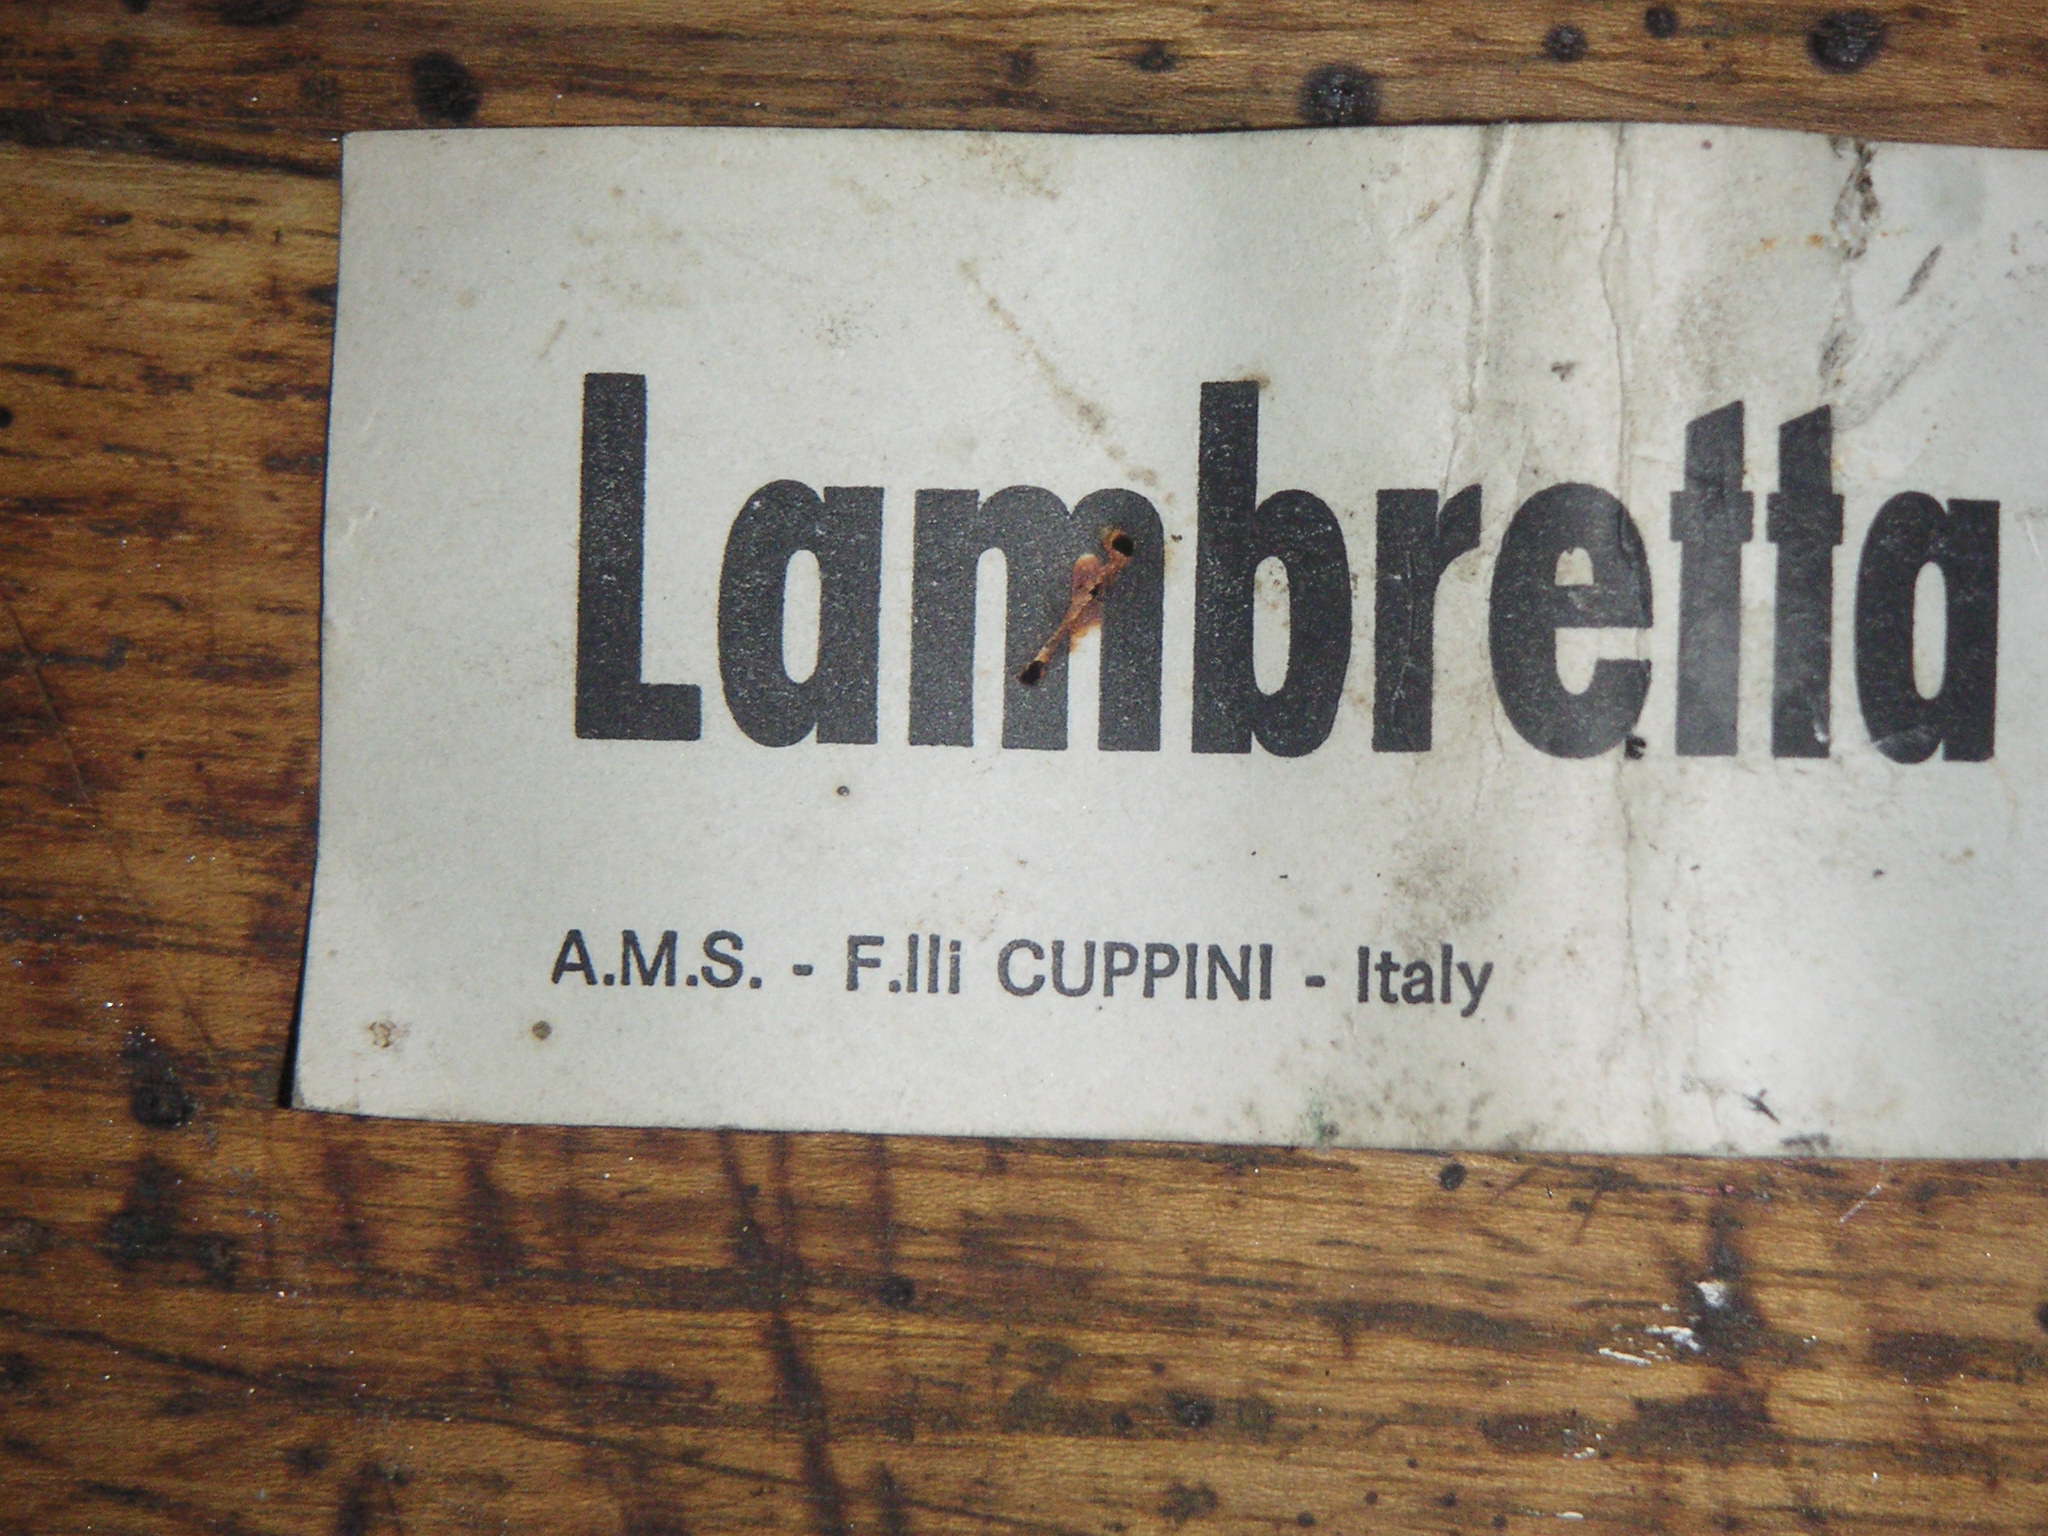 Lambretta
A.M.S. - F.lli CUPPINI - Italy